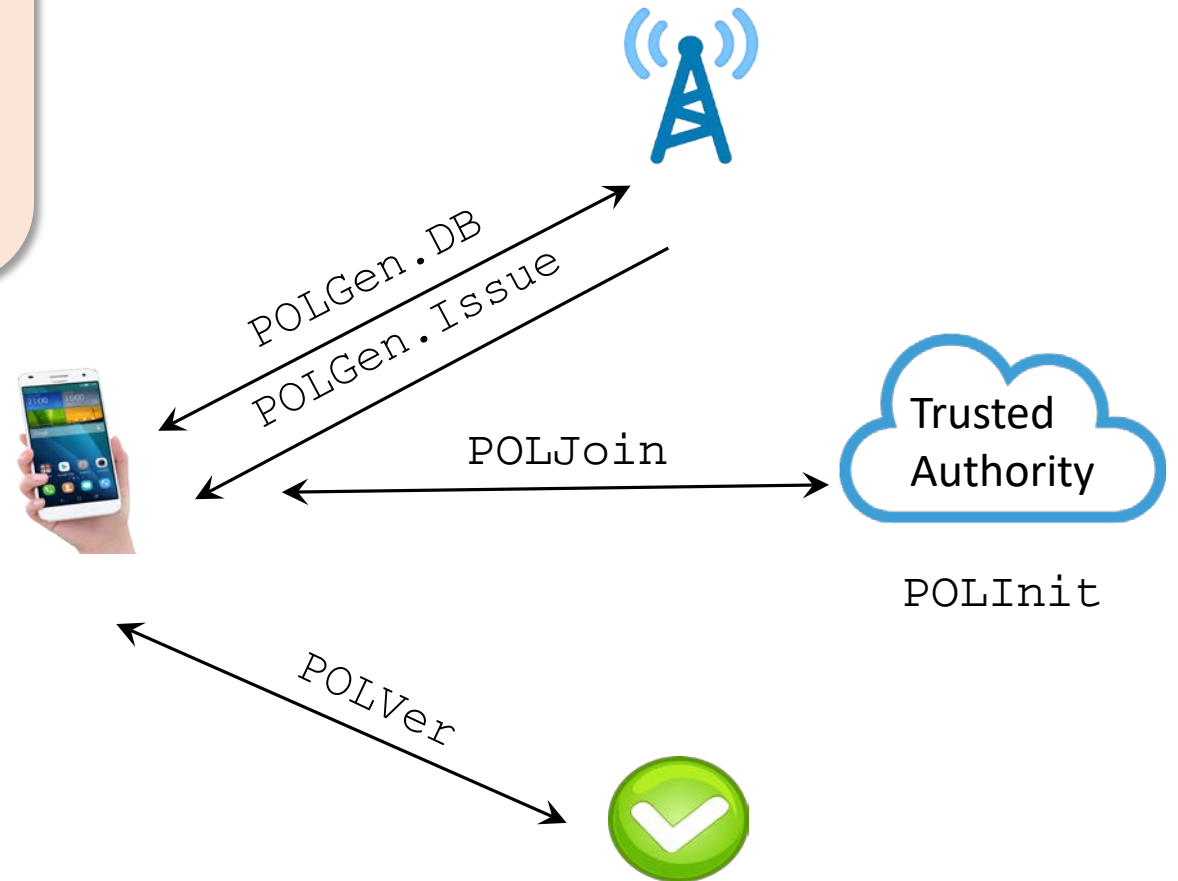 POLGen.DB
POLGen.Issue
POLJoin
Trusted
Authority
POLInit
POLVer